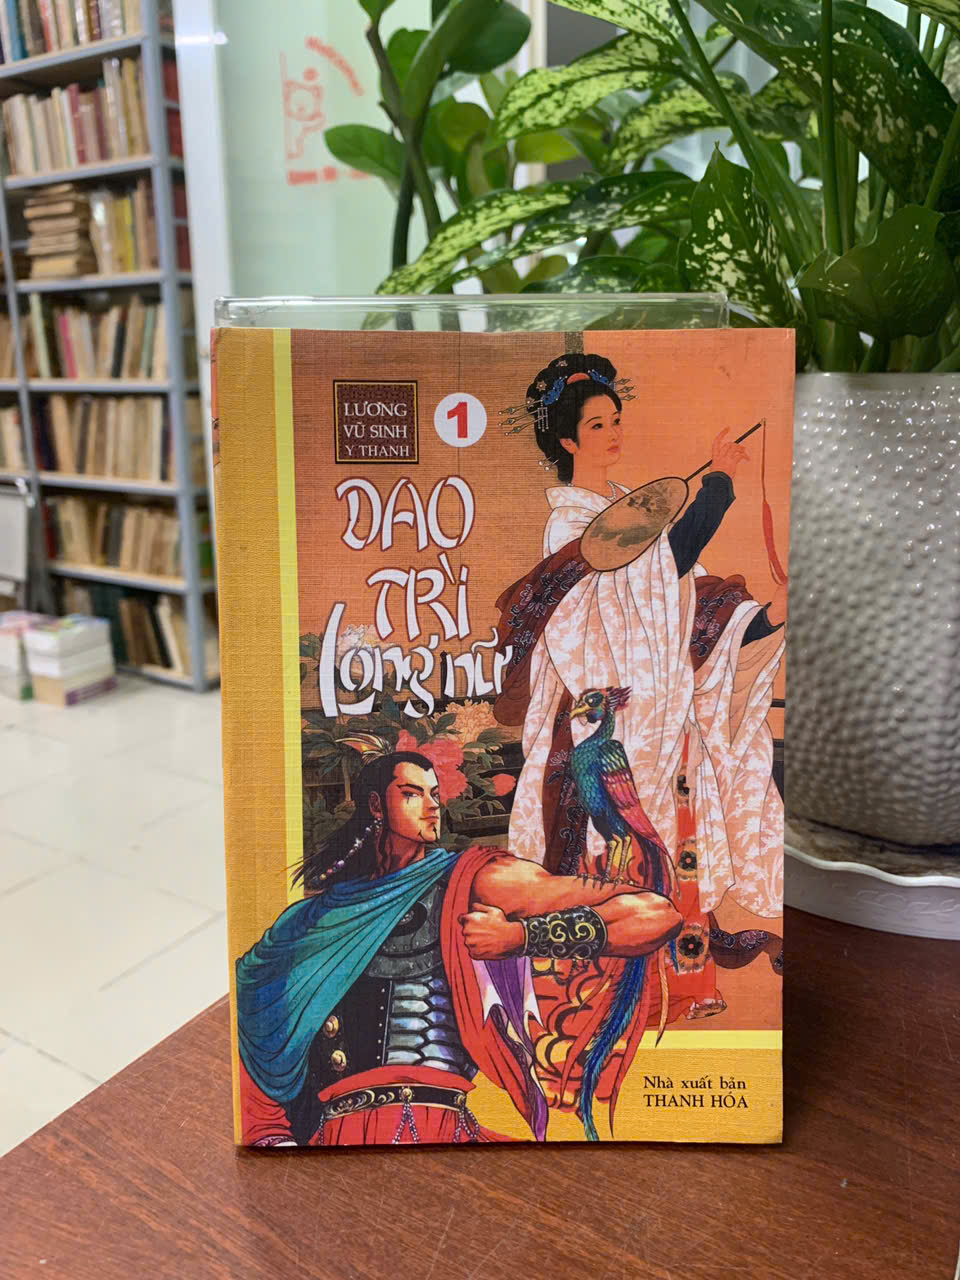 LƯƠNG
VŨ SINH
Y THANH
1
DAO
TRÌ
Long nữ
Nhà xuất bản
THANH HÓA